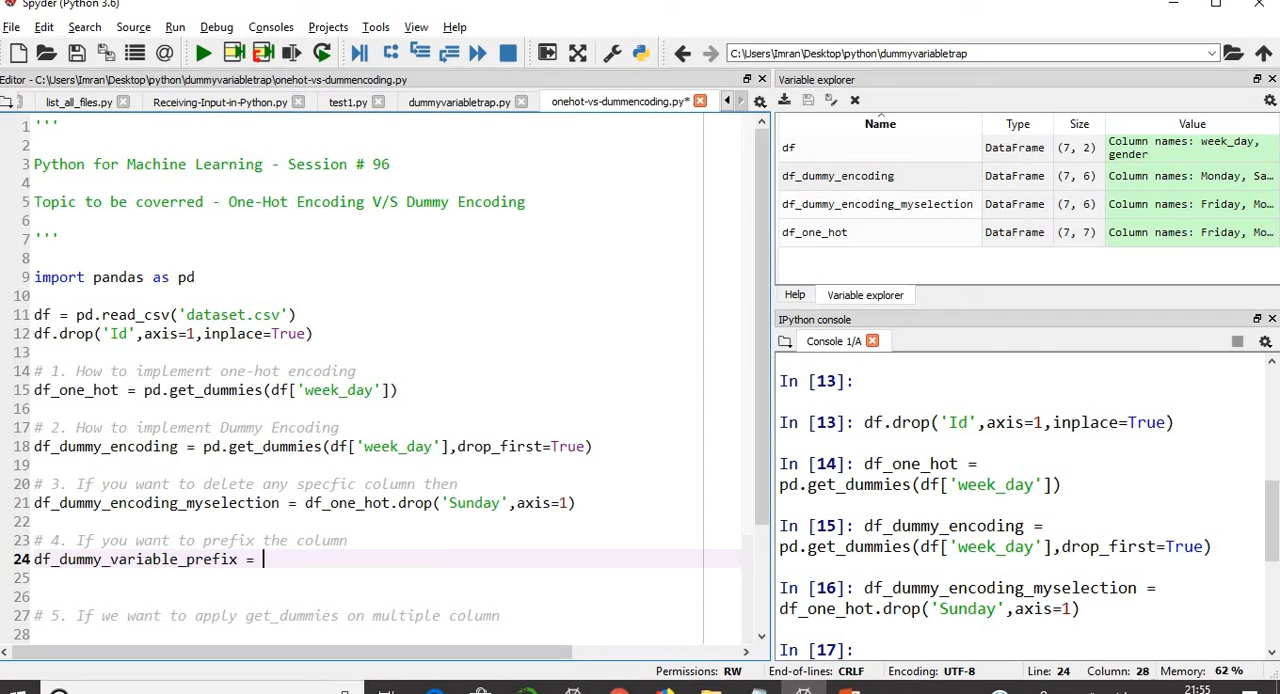 Spyder (Python 3.6)
File Edit Search Source Run Debug Consoles Projects Tools View Help
C:\Users\Imran\Desktop\python\dummyvariabletrap
Editor - C:\Users\Imran\Desktop\python\dummyvariabletrap\onehot-vs-dummencoding.py
list_all_files.py Receiving-Input-in-Python.py test1.py dummyvariabletrap.py onehot-vs-dummencoding.py*
1 '''
2
3 Python for Machine Learning - Session # 96
4
5 Topic to be coverred - One-Hot Encoding V/S Dummy Encoding
6
7 '''
8
9 import pandas as pd
10
11 df = pd.read_csv('dataset.csv')
12 df.drop('Id',axis=1,inplace=True)
13
14 # 1. How to implement one-hot encoding
15 df_one_hot = pd.get_dummies(df['week_day'])
16
17 # 2. How to implement Dummy Encoding
18 df_dummy_encoding = pd.get_dummies(df['week_day'],drop_first=True)
19
20 # 3. If you want to delete any specfic column then
21 df_dummy_encoding_myselection = df_one_hot.drop('Sunday',axis=1)
22
23 # 4. If you want to prefix the column
24 df_dummy_variable_prefix =
25
26
27 # 5. If we want to apply get_dummies on multiple column
28
Variable explorer
Name Type Size Value
df DataFrame (7, 2) Column names: week_day, gender
df_dummy_encoding DataFrame (7, 6) Column names: Monday, Sa…
df_dummy_encoding_myselection DataFrame (7, 6) Column names: Friday, Mo…
df_one_hot DataFrame (7, 7) Column names: Friday, Mo…
Help Variable explorer
IPython console
Console 1/A
In [13]:
In [13]: df.drop('Id',axis=1,inplace=True)
In [14]: df_one_hot =
pd.get_dummies(df['week_day'])
In [15]: df_dummy_encoding =
pd.get_dummies(df['week_day'],drop_first=True)
In [16]: df_dummy_encoding_myselection =
df_one_hot.drop('Sunday',axis=1)
In [17]:
Permissions: RW End-of-lines: CRLF Encoding: UTF-8 Line: 24 Column: 28 Memory: 62 %
21:55